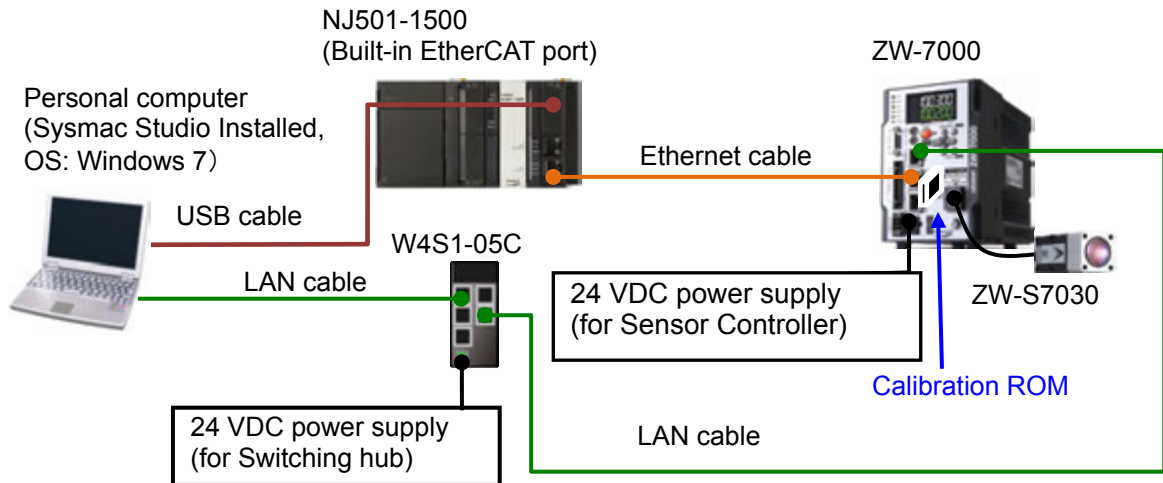 NJ501-1500
(Built-in EtherCAT port)
ZW-7000
Personal computer
(Sysmac Studio Installed,
OS: Windows 7）
Ethernet cable
USB cable
W4S1-05C
LAN cable
24 VDC power supply
(for Sensor Controller)
ZW-S7030
Calibration ROM
24 VDC power supply
(for Switching hub)
LAN cable